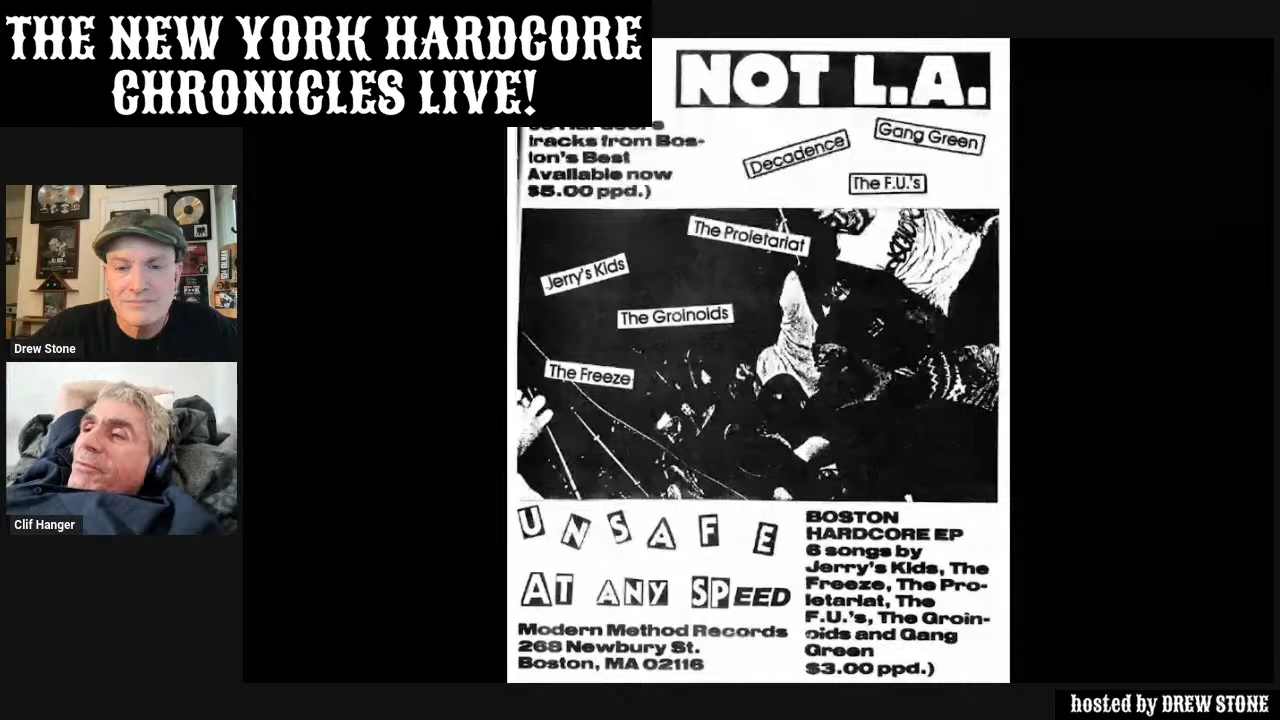 THE NEW YORK HARDCORE
CHRONICLES LIVE!
NOT L.A.
tracks from Bos-
ton's Best
Available now
$5.00 ppd.)
Decadence
Gang Green
The F.U.'s
The Proletariat
Jerry's Kids
The Groinoids
The Freeze
UNSAFE
AT ANY SPEED
Modern Method Records
268 Newbury St.
Boston, MA 02116
BOSTON
HARDCORE EP
6 songs by
Jerry's Kids, The
Freeze, The Pro-
letariat, The
F.U.'s, The Groin-
oids and Gang
Green
$3.00 ppd.)
Drew Stone
Clif Hanger
hosted by DREW STONE